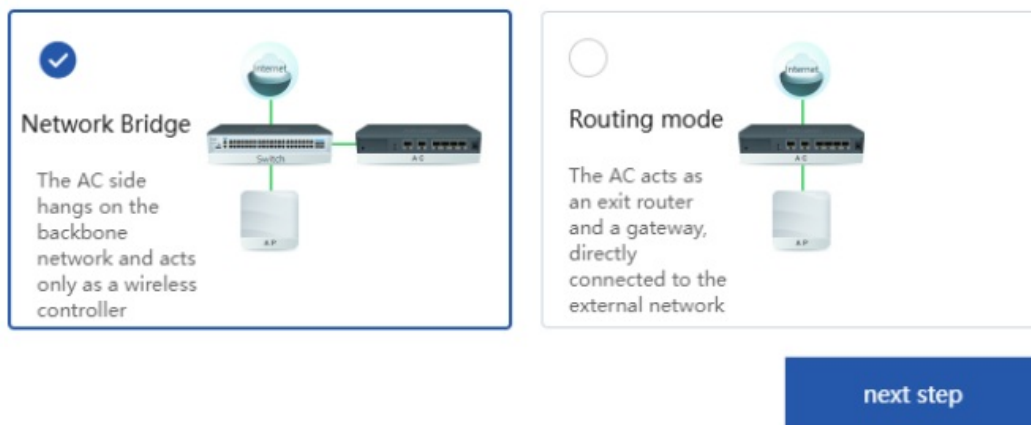 Internet
Network Bridge
Switch
AC
The AC side
hangs on the
backbone
network and acts
only as a wireless
controller
AP
Internet
Routing mode
AC
The AC acts as
an exit router
and a gateway,
directly
connected to the
external network
AP
next step